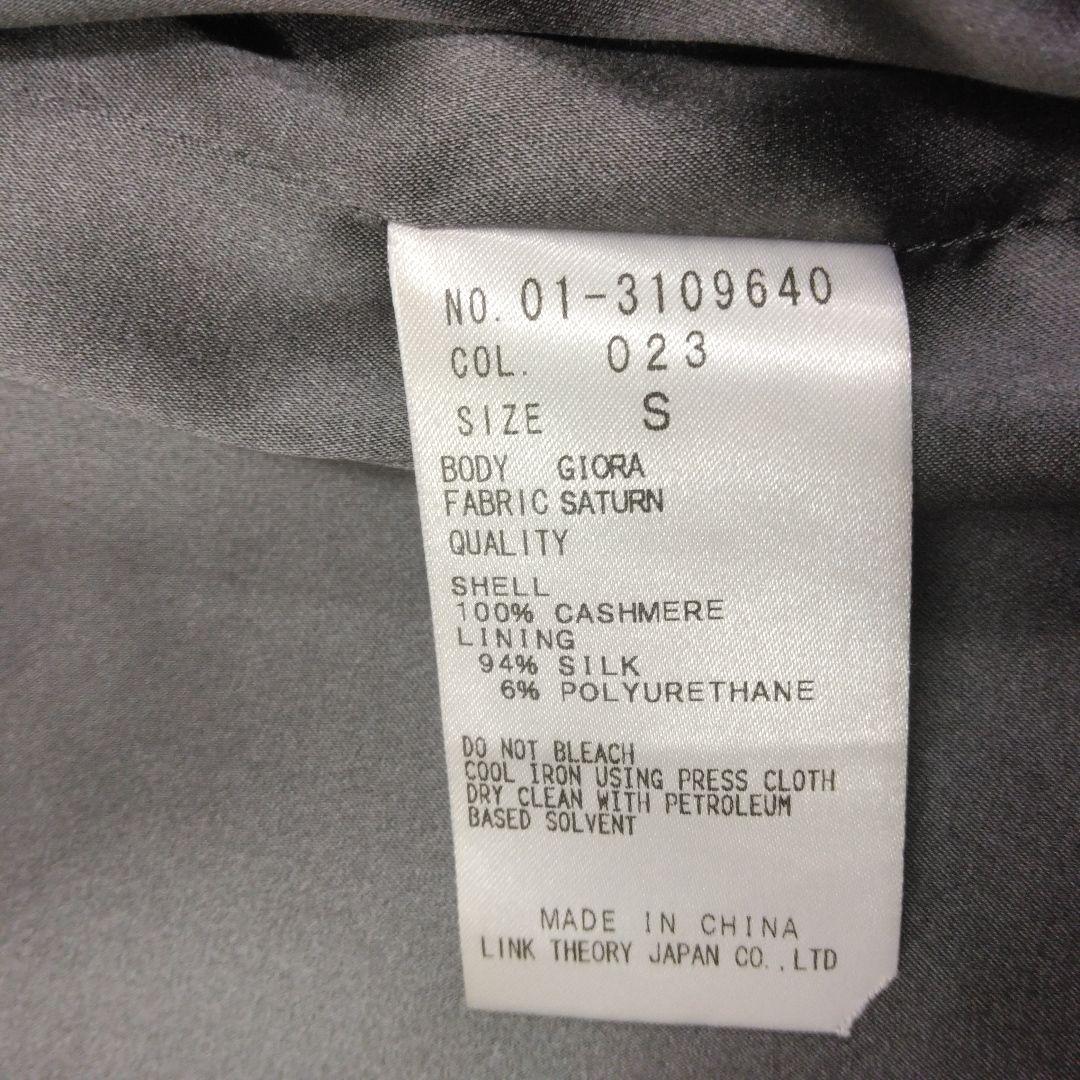 NO. 01-3109640
COL. 023
SIZE S
BODY GIORA
FABRIC SATURN
QUALITY
SHELL
100% CASHMERE
LINING
94% SILK
6% POLYURETHANE
DO NOT BLEACH
COOL IRON USING PRESS CLOTH
DRY CLEAN WITH PETROLEUM
BASED SOLVENT
MADE IN CHINA
LINK THEORY JAPAN CO.,LTD